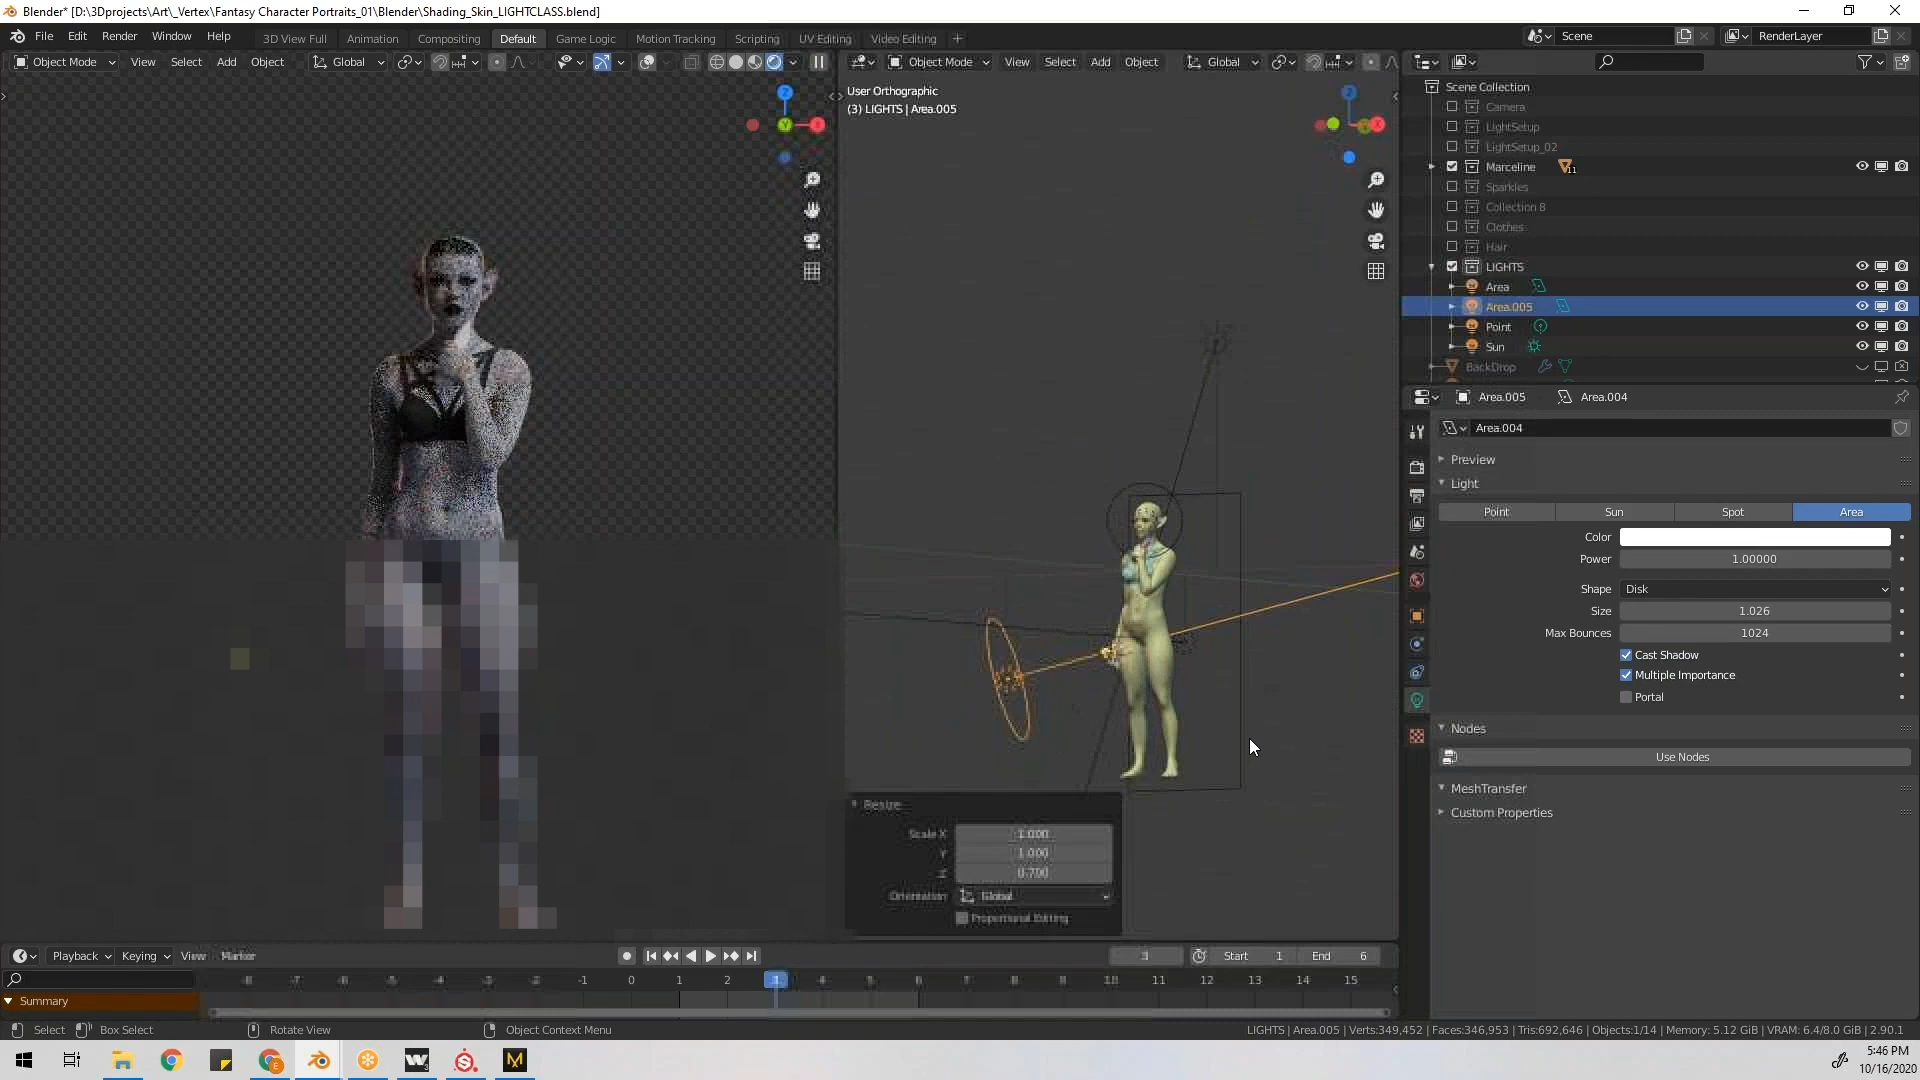 Blender* [D:\3Dprojects\Art\_Vertex\Fantasy Character Portraits_01\Blender\Shading_Skin_LIGHTCLASS.blend]
File Edit Render Window Help 3D View Full Animation Compositing Default Game Logic Motion Tracking Scripting UV Editing Video Editing + Scene RenderLayer
Object Mode View Select Add Object Global Object Mode View Select Add Object Global
User Orthographic
(3) LIGHTS | Area.005
Z
Y
X
Z
Y
X
Scene Collection
Camera
LightSetup
LightSetup_02
Marceline 11
Sparkles
Collection 8
Clothes
Hair
LIGHTS
Area
Area.005
Point
Sun
BackDrop
Area.005 Area.004
Area.004
Preview
Light
Point Sun Spot Area
Color
Power 1.00000
Shape Disk
Size 1.026
Max Bounces 1024
Cast Shadow
Multiple Importance
Portal
Nodes
Use Nodes
MeshTransfer
Custom Properties
Resize
Scale X 1.000
Y 1.000
Z 0.700
Orientation Global
Proportional Editing
Playback Keying View Marker 3 Start 1 End 6
-8 -7 -6 -5 -4 -3 -2 -1 0 1 2 3 4 5 6 7 8 9 10 11 12 13 14 15
Summary
Select Box Select Rotate View Object Context Menu LIGHTS | Area.005 | Verts:349,452 | Faces:346,953 | Tris:692,646 | Objects:1/14 | Memory: 5.12 GiB | VRAM: 6.4/8.0 GiB | 2.90.1
5:46 PM
10/16/2020